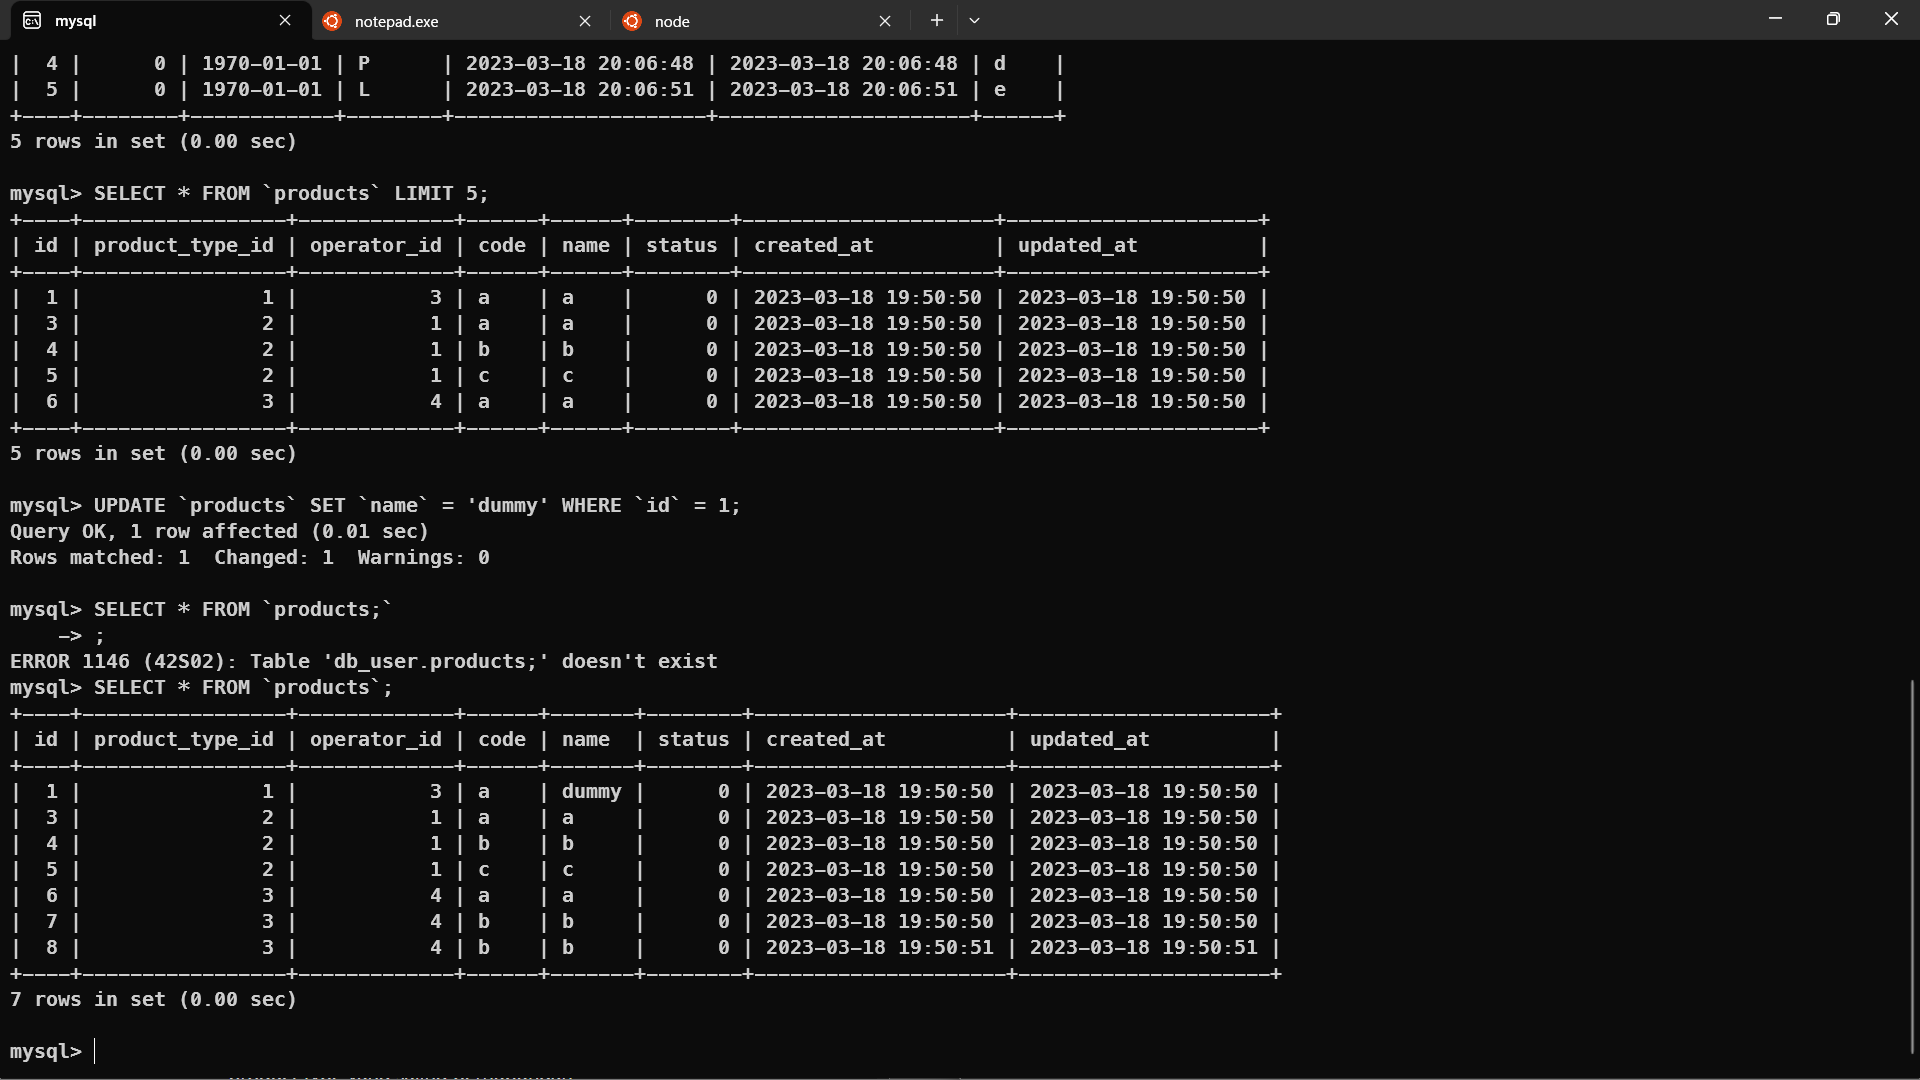 mysql
notepad.exe
node
|  4 |      0 | 1970-01-01 | P      | 2023-03-18 20:06:48 | 2023-03-18 20:06:48 | d    |
|  5 |      0 | 1970-01-01 | L      | 2023-03-18 20:06:51 | 2023-03-18 20:06:51 | e    |
+----+--------+------------+--------+---------------------+---------------------+------+
5 rows in set (0.00 sec)
mysql> SELECT * FROM `products` LIMIT 5;
+----+-----------------+-------------+------+------+--------+---------------------+---------------------+
| id | product_type_id | operator_id | code | name | status | created_at          | updated_at          |
+----+-----------------+-------------+------+------+--------+---------------------+---------------------+
|  1 |               1 |           3 | a    | a    |      0 | 2023-03-18 19:50:50 | 2023-03-18 19:50:50 |
|  3 |               2 |           1 | a    | a    |      0 | 2023-03-18 19:50:50 | 2023-03-18 19:50:50 |
|  4 |               2 |           1 | b    | b    |      0 | 2023-03-18 19:50:50 | 2023-03-18 19:50:50 |
|  5 |               2 |           1 | c    | c    |      0 | 2023-03-18 19:50:50 | 2023-03-18 19:50:50 |
|  6 |               3 |           4 | a    | a    |      0 | 2023-03-18 19:50:50 | 2023-03-18 19:50:50 |
+----+-----------------+-------------+------+------+--------+---------------------+---------------------+
5 rows in set (0.00 sec)
mysql> UPDATE `products` SET `name` = 'dummy' WHERE `id` = 1;
Query OK, 1 row affected (0.01 sec)
Rows matched: 1  Changed: 1  Warnings: 0
mysql> SELECT * FROM `products;`
    -> ;
ERROR 1146 (42S02): Table 'db_user.products;' doesn't exist
mysql> SELECT * FROM `products`;
+----+-----------------+-------------+------+-------+--------+---------------------+---------------------+
| id | product_type_id | operator_id | code | name  | status | created_at          | updated_at          |
+----+-----------------+-------------+------+-------+--------+---------------------+---------------------+
|  1 |               1 |           3 | a    | dummy |      0 | 2023-03-18 19:50:50 | 2023-03-18 19:50:50 |
|  3 |               2 |           1 | a    | a     |      0 | 2023-03-18 19:50:50 | 2023-03-18 19:50:50 |
|  4 |               2 |           1 | b    | b     |      0 | 2023-03-18 19:50:50 | 2023-03-18 19:50:50 |
|  5 |               2 |           1 | c    | c     |      0 | 2023-03-18 19:50:50 | 2023-03-18 19:50:50 |
|  6 |               3 |           4 | a    | a     |      0 | 2023-03-18 19:50:50 | 2023-03-18 19:50:50 |
|  7 |               3 |           4 | b    | b     |      0 | 2023-03-18 19:50:50 | 2023-03-18 19:50:50 |
|  8 |               3 |           4 | b    | b     |      0 | 2023-03-18 19:50:51 | 2023-03-18 19:50:51 |
+----+-----------------+-------------+------+-------+--------+---------------------+---------------------+
7 rows in set (0.00 sec)
mysql>